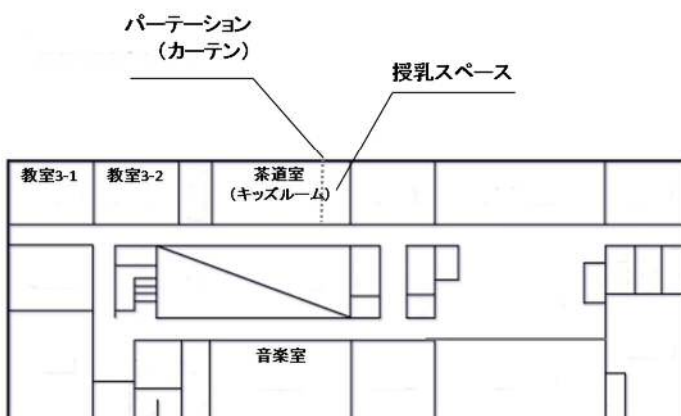 パーテーション
（カーテン）
授乳スペース
教室3-1
教室3-2
茶道室
（キッズルーム）
音楽室